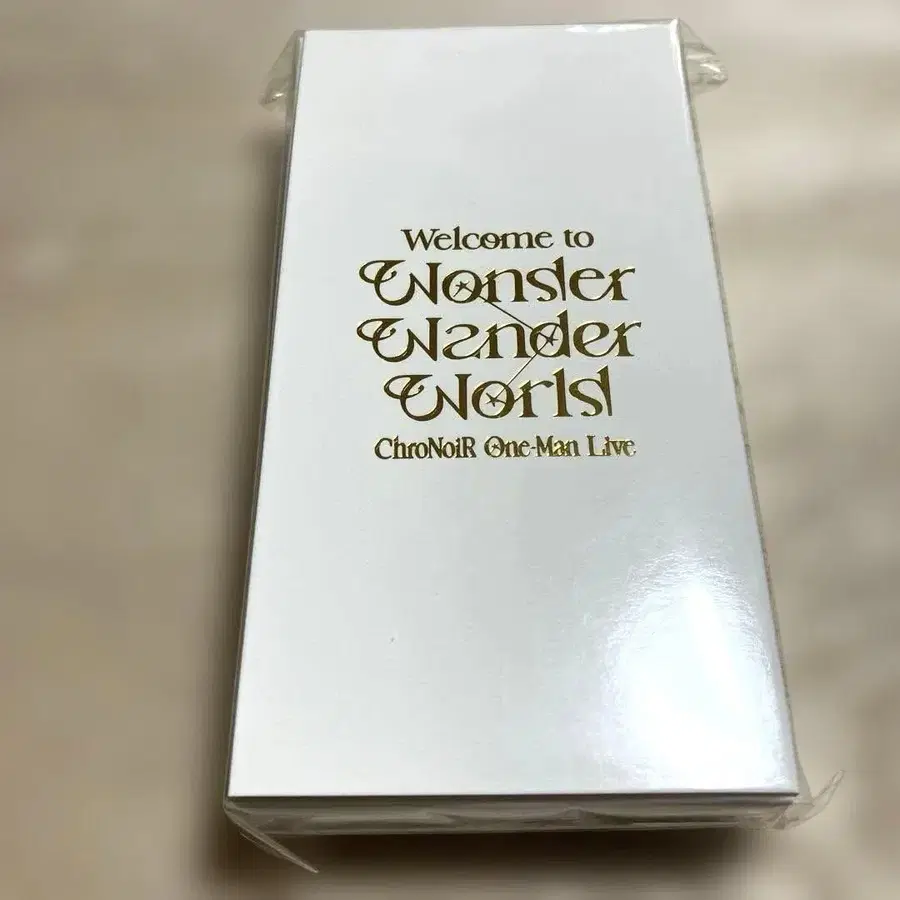 Welcome to
Wonder
Wander
World
ChroNoiR One-Man Live